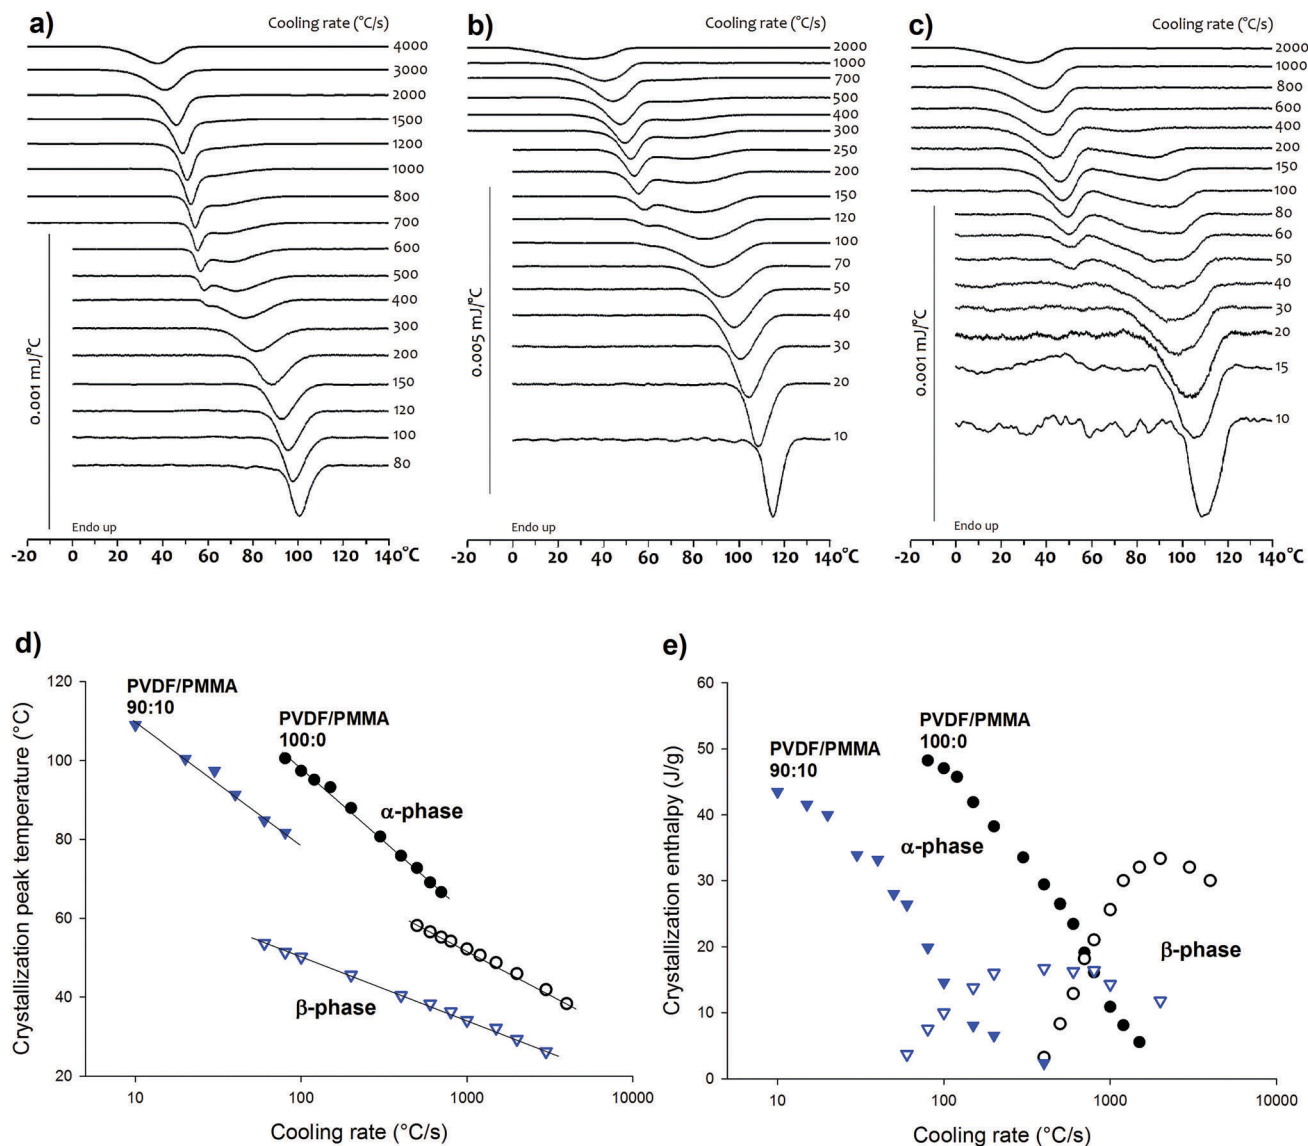 a)
Cooling rate (°C/s)
4000
3000
2000
1500
1200
1000
800
700
600
500
400
300
200
150
120
100
80
0.001 mJ/°C
Endo up
-20 0 20 40 60 80 100 120 140 °C
b)
Cooling rate (°C/s)
2000
1000
700
500
400
300
250
200
150
120
100
70
50
40
30
20
10
0.005 mJ/°C
Endo up
-20 0 20 40 60 80 100 120 140 °C
c)
Cooling rate (°C/s)
2000
1000
800
600
400
200
150
100
80
60
50
40
30
20
15
10
0.001 mJ/°C
Endo up
-20 0 20 40 60 80 100 120 140 °C
d)
Crystallization peak temperature (°C)
120
100
80
60
40
20
PVDF/PMMA
90:10
PVDF/PMMA
100:0
α-phase
β-phase
10 100 1000 10000
Cooling rate (°C/s)
e)
Crystallization enthalpy (J/g)
60
50
40
30
20
10
0
PVDF/PMMA
90:10
PVDF/PMMA
100:0
α-phase
β-phase
10 100 1000 10000
Cooling rate (°C/s)